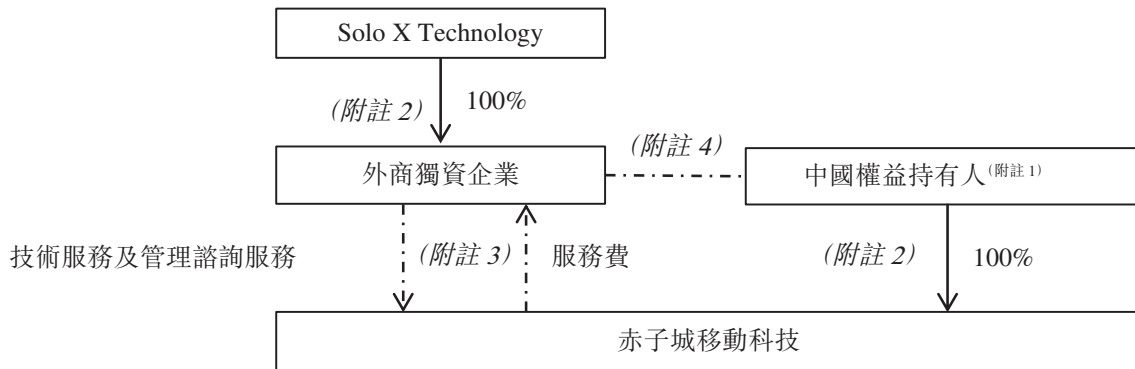 Solo X Technology
(附註 2)
100%
外商獨資企業
(附註 4)
中國權益持有人(附註 1)
技術服務及管理諮詢服務
(附註 3)
服務費
(附註 2)
100%
赤子城移動科技